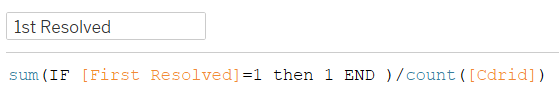 1st Resolved
sum(IF [First Resolved]=1 then 1 END )/count([Cdrid])